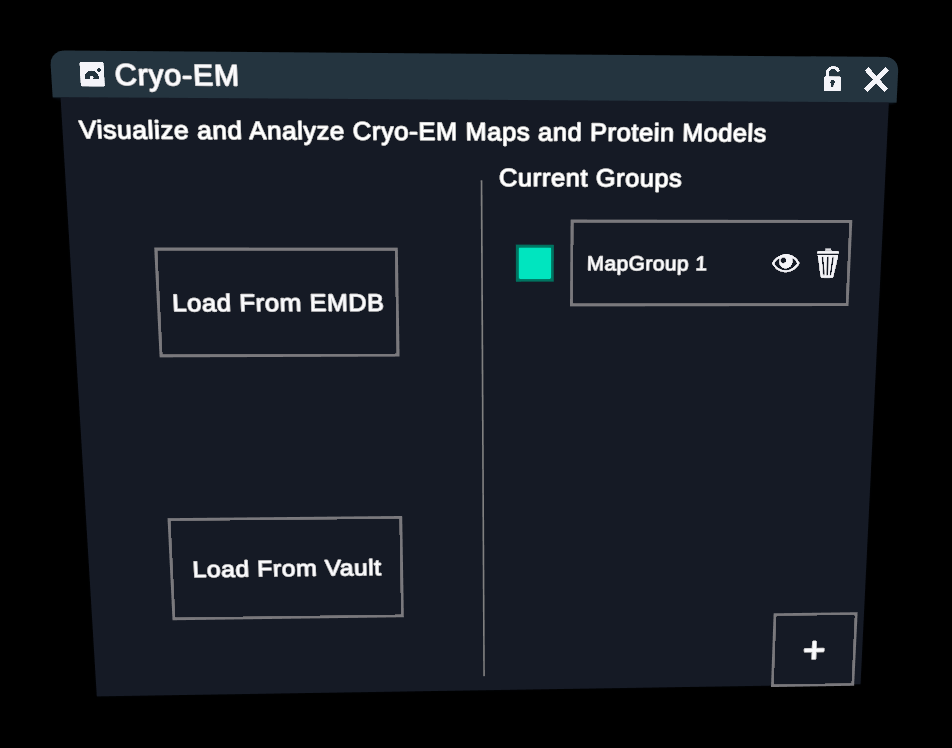 Cryo-EM
Visualize and Analyze Cryo-EM Maps and Protein Models
Current Groups
MapGroup 1
Load From EMDB
Load From Vault
+